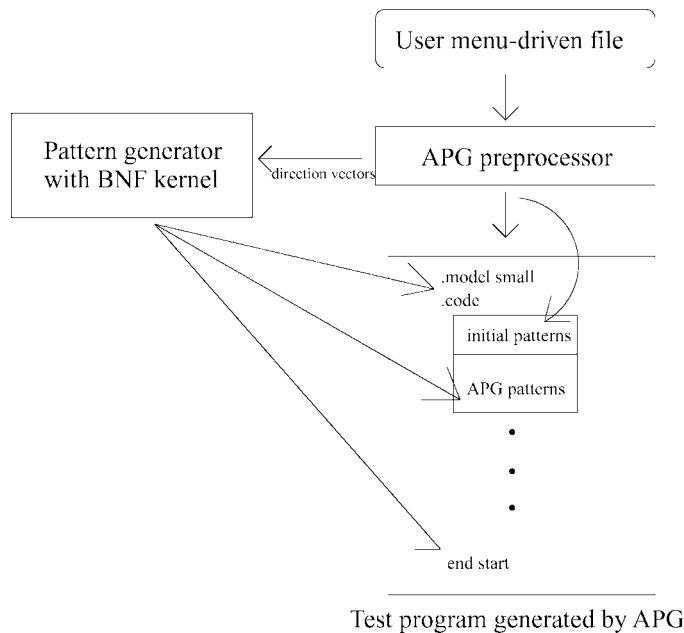 User menu-driven file
Pattern generator
with BNF kernel
direction vectors
APG preprocessor
.model small
.code
initial patterns
APG patterns
end start
Test program generated by APG